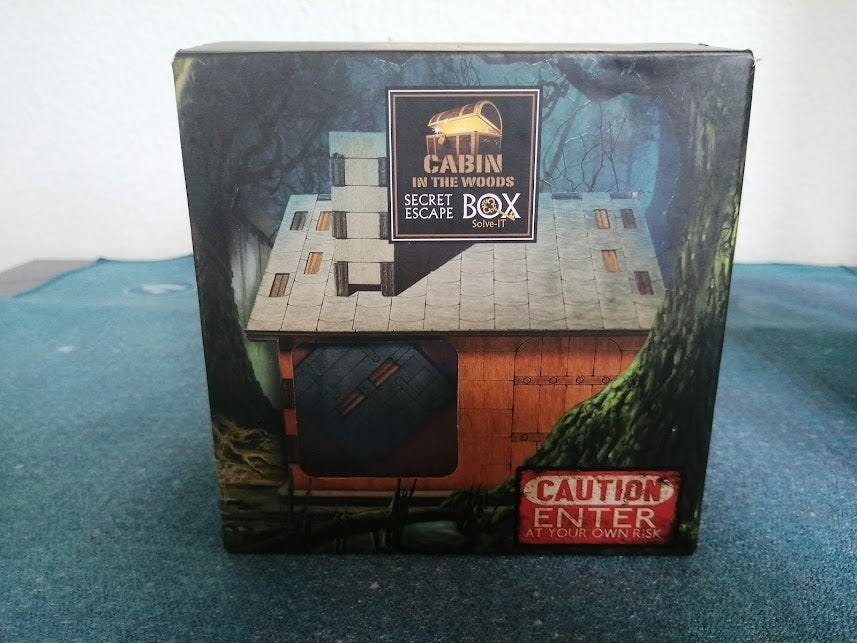 CABIN
IN THE WOODS
SECRET
ESCAPE
BOX
Solve-IT
CAUTION
ENTER
AT YOUR OWN RISK